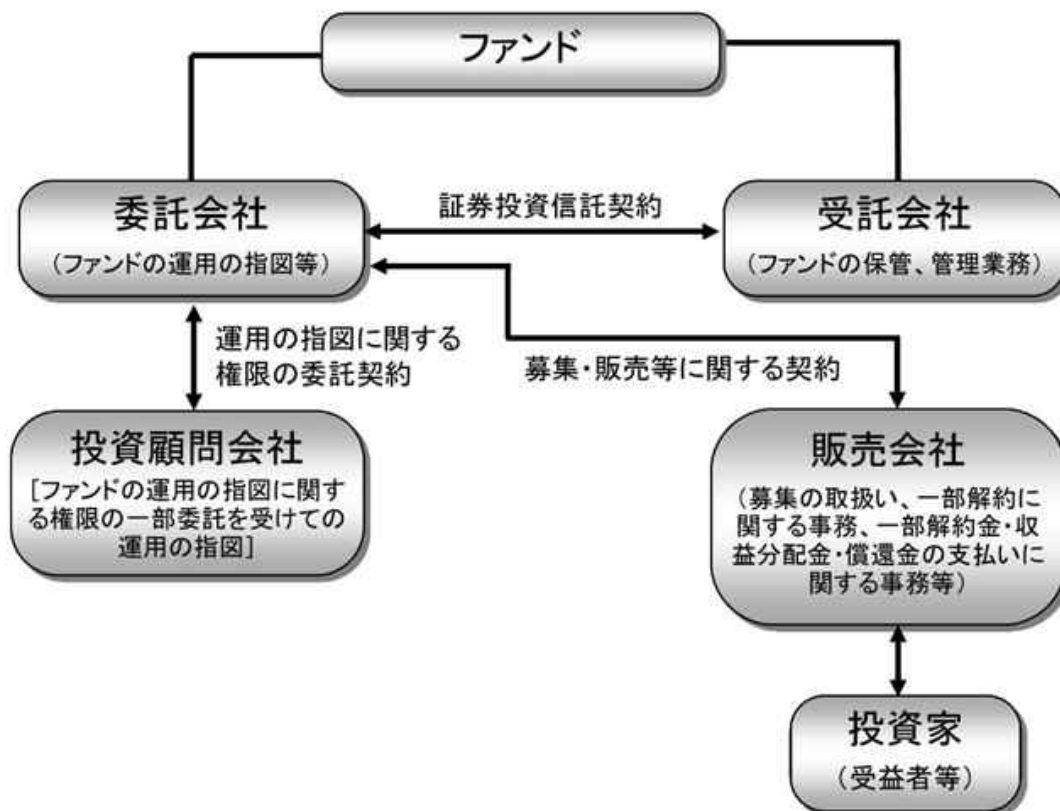 ファンド
委託会社
（ファンドの運用の指図等）
証券投資信託契約
受託会社
（ファンドの保管、管理業務）
運用の指図に関する
権限の委託契約
募集・販売等に関する契約
投資顧問会社
[ファンドの運用の指図に関す
る権限の一部委託を受けての
運用の指図]
販売会社
（募集の取扱い、一部解約に
関する事務、一部解約金・収
益分配金・償還金の支払いに
関する事務等）
投資家
（受益者等）